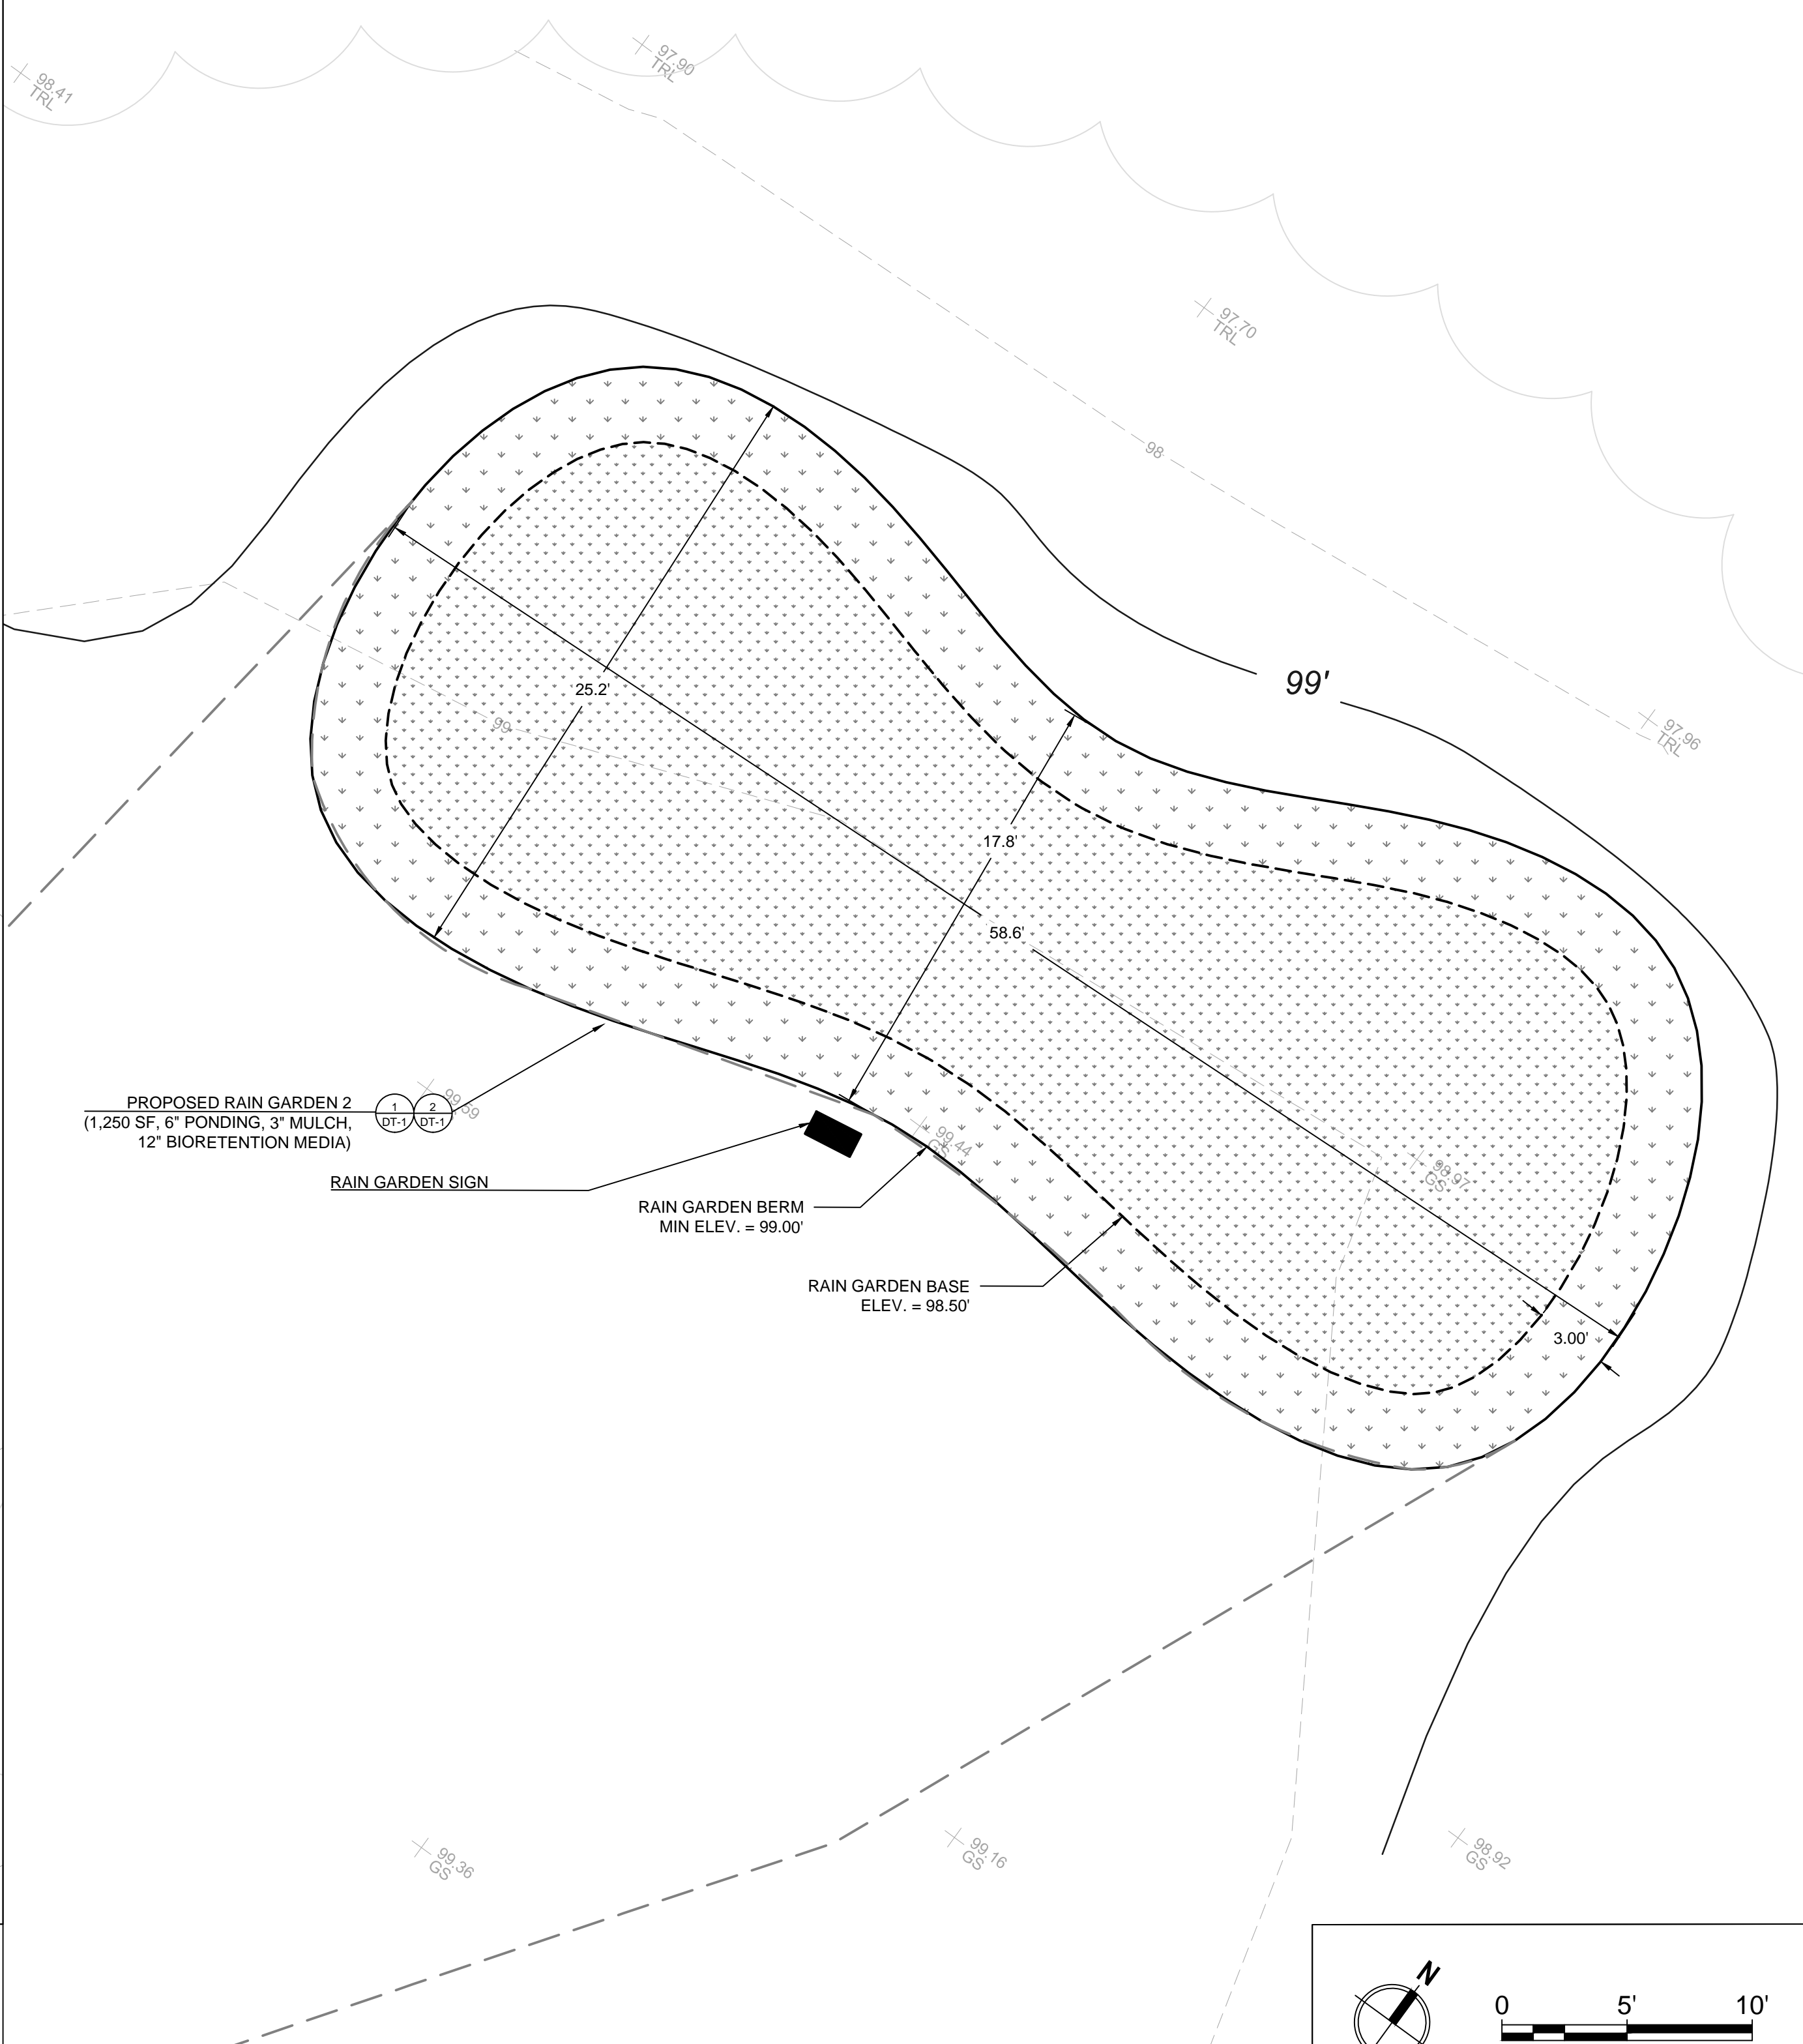 97.90
TRL
98.41
TRL
97.70
TRL
98
99'
97.96
TRL
25.2'
99
17.8'
58.6'
99.59
PROPOSED RAIN GARDEN 2
(1,250 SF, 6" PONDING, 3" MULCH,
12" BIORETENTION MEDIA)
1
DT-1
2
DT-1
99.44
GS
98.97
GS
RAIN GARDEN SIGN
RAIN GARDEN BERM
MIN ELEV. = 99.00'
RAIN GARDEN BASE
ELEV. = 98.50'
3.00'
99.36
GS
99.16
GS
98.92
GS
N
0 5' 10'